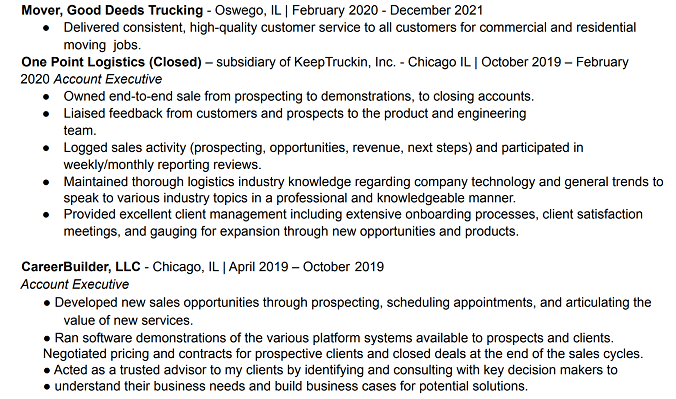 Mover, Good Deeds Trucking - Oswego, IL | February 2020 - December 2021
● Delivered consistent, high-quality customer service to all customers for commercial and residential
moving jobs.
One Point Logistics (Closed) – subsidiary of KeepTruckin, Inc. - Chicago IL | October 2019 – February
2020 Account Executive
● Owned end-to-end sale from prospecting to demonstrations, to closing accounts.
● Liaised feedback from customers and prospects to the product and engineering
team.
● Logged sales activity (prospecting, opportunities, revenue, next steps) and participated in
weekly/monthly reporting reviews.
● Maintained thorough logistics industry knowledge regarding company technology and general trends to
speak to various industry topics in a professional and knowledgeable manner.
● Provided excellent client management including extensive onboarding processes, client satisfaction
meetings, and gauging for expansion through new opportunities and products.
CareerBuilder, LLC - Chicago, IL | April 2019 – October 2019
Account Executive
● Developed new sales opportunities through prospecting, scheduling appointments, and articulating the
value of new services.
● Ran software demonstrations of the various platform systems available to prospects and clients.
Negotiated pricing and contracts for prospective clients and closed deals at the end of the sales cycles.
● Acted as a trusted advisor to my clients by identifying and consulting with key decision makers to
● understand their business needs and build business cases for potential solutions.